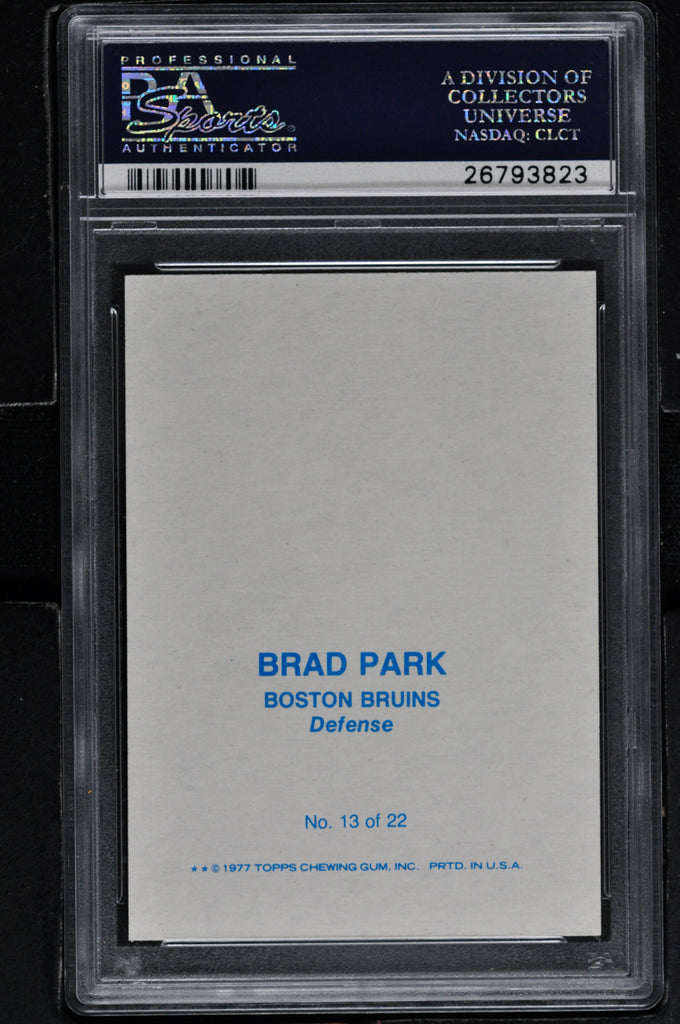 PROFESSIONAL
PSA
Sports
AUTHENTICATOR
A DIVISION OF
COLLECTORS
UNIVERSE
NASDAQ: CLCT
26793823
BRAD PARK
BOSTON BRUINS
Defense
No. 13 of 22
★ ★ © 1977 TOPPS CHEWING GUM, INC. PRTD. IN U.S.A.